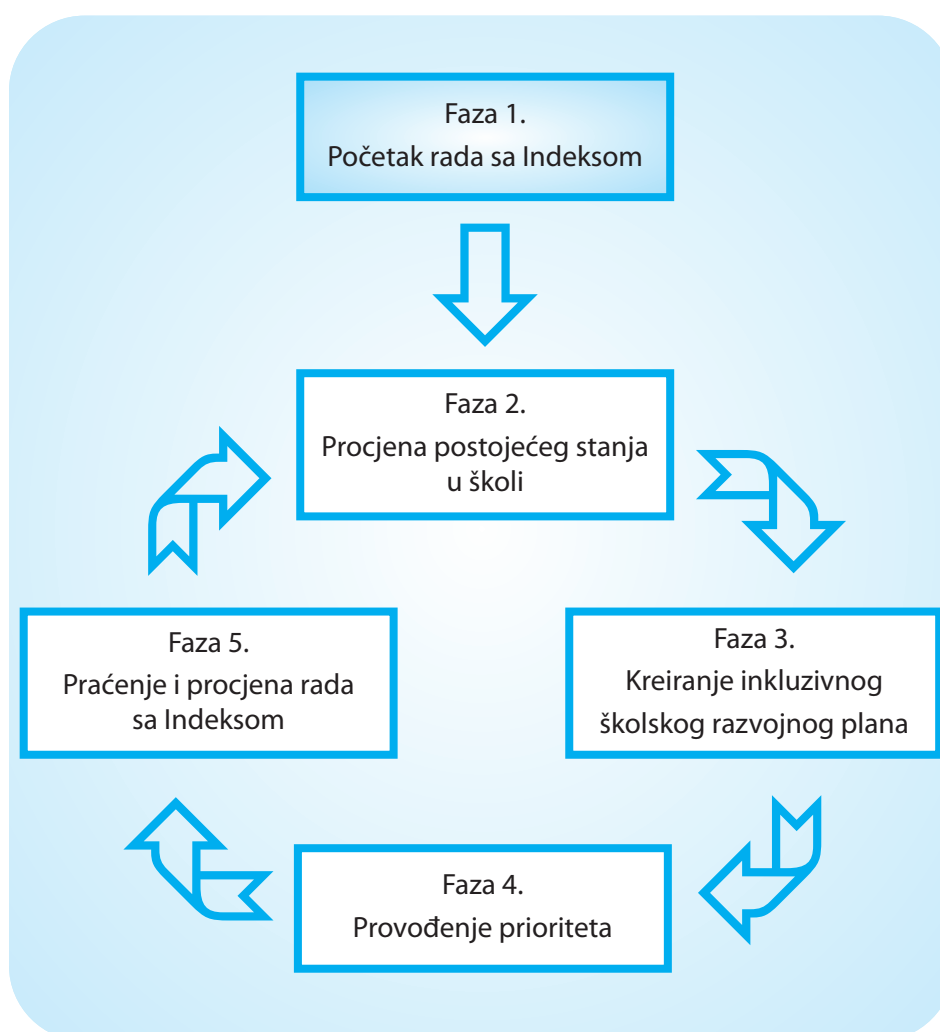 Faza 1.
Početak rada sa Indeksom
Faza 2.
Procjena postojećeg stanja
u školi
Faza 3.
Kreiranje inkluzivnog
školskog razvojnog plana
Faza 4.
Provođenje prioriteta
Faza 5.
Praćenje i procjena rada
sa Indeksom